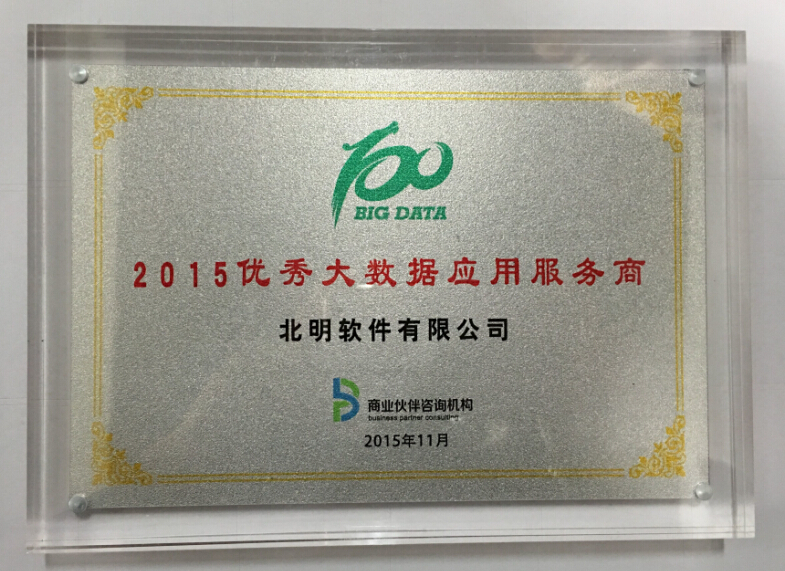 100
BIG DATA
2015优秀大数据应用服务商
北明软件有限公司
商业伙伴咨询机构
business partner consulting
2015年11月